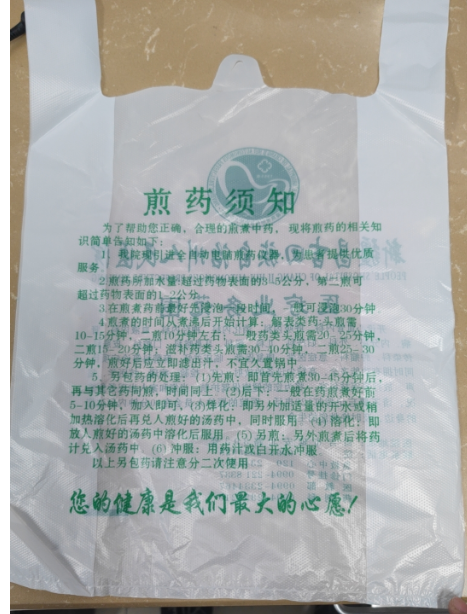 煎药须知
为了帮助您正确，合理的煎煮中药，现将煎药的相关知
识简单告知如下：
1、我院现引进全自动电脑煎药仪器，为患者提供优质
服务。
2.煎药所加水量:超过药物表面的3-5公分，第二煎可
超过药物表面的1-2公分。
3.在煎煮药前最好先浸泡一段时间，一般可浸泡30分钟
4.煎煮的时间从煮沸后开始计算：解表类药:头煎需
10-15分钟，二煎10分钟左右；一般药类头煎需20-25分钟，
二煎15-20分钟；滋补药类头煎需30-40分钟，二煎25-30
分钟，煎好后应立即滤出汁，不宜久置锅中。
5、另包药的处理：(1)先煎：即首先煎煮30-45分钟后，
再与其它药同煎，时间同上；(2)后下：一般在药煎煮好前
5-10分钟，加入即可。(3)烊化：即另外加适量的开水或稍
加热溶化后再兑入煎好的汤药中，同时服用。(4)溶化：即
放入煎好的汤药中溶化后服用。(5)另煎：另外煎煮后将药
汁兑入汤药中。(6)冲服：用药汁或白开水冲服
以上另包药请注意分二次使用
您的健康是我们最大的心愿!